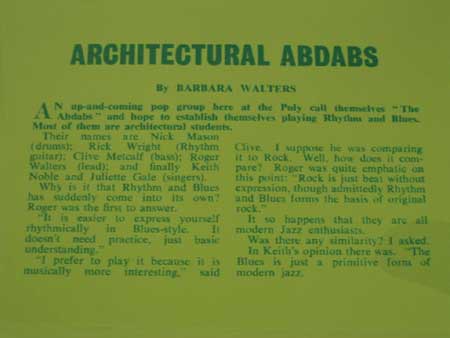 ARCHITECTURAL ABDABS
By BARBARA WALTERS
AN up-and-coming pop group here at the Poly call themselves "The
Abdabs" and hope to establish themselves playing Rhythm and Blues.
Most of them are architectural students.
Their names are Nick Mason
(drums); Rick Wright (Rhythm
guitar); Clive Metcalf (bass); Roger
Walters (lead); and finally Keith
Noble and Juliette Gale (singers).
Why is it that Rhythm and Blues
has suddenly come into its own?
Roger was the first to answer.
"It is easier to express yourself
rhythmically in Blues-style. It
doesn't need practice, just basic
understanding."
"I prefer to play it because it is
musically more interesting," said
Clive. I suppose he was comparing
it to Rock. Well, how does it com-
pare? Roger was quite emphatic on
this point. "Rock is just beat without
expression, though admittedly Rhythm
and Blues forms the basis of original
rock."
It so happens that they are all
modern Jazz enthusiasts.
Was there any similarity? I asked.
In Keith's opinion there was. "The
Blues is just a primitive form of
modern jazz.